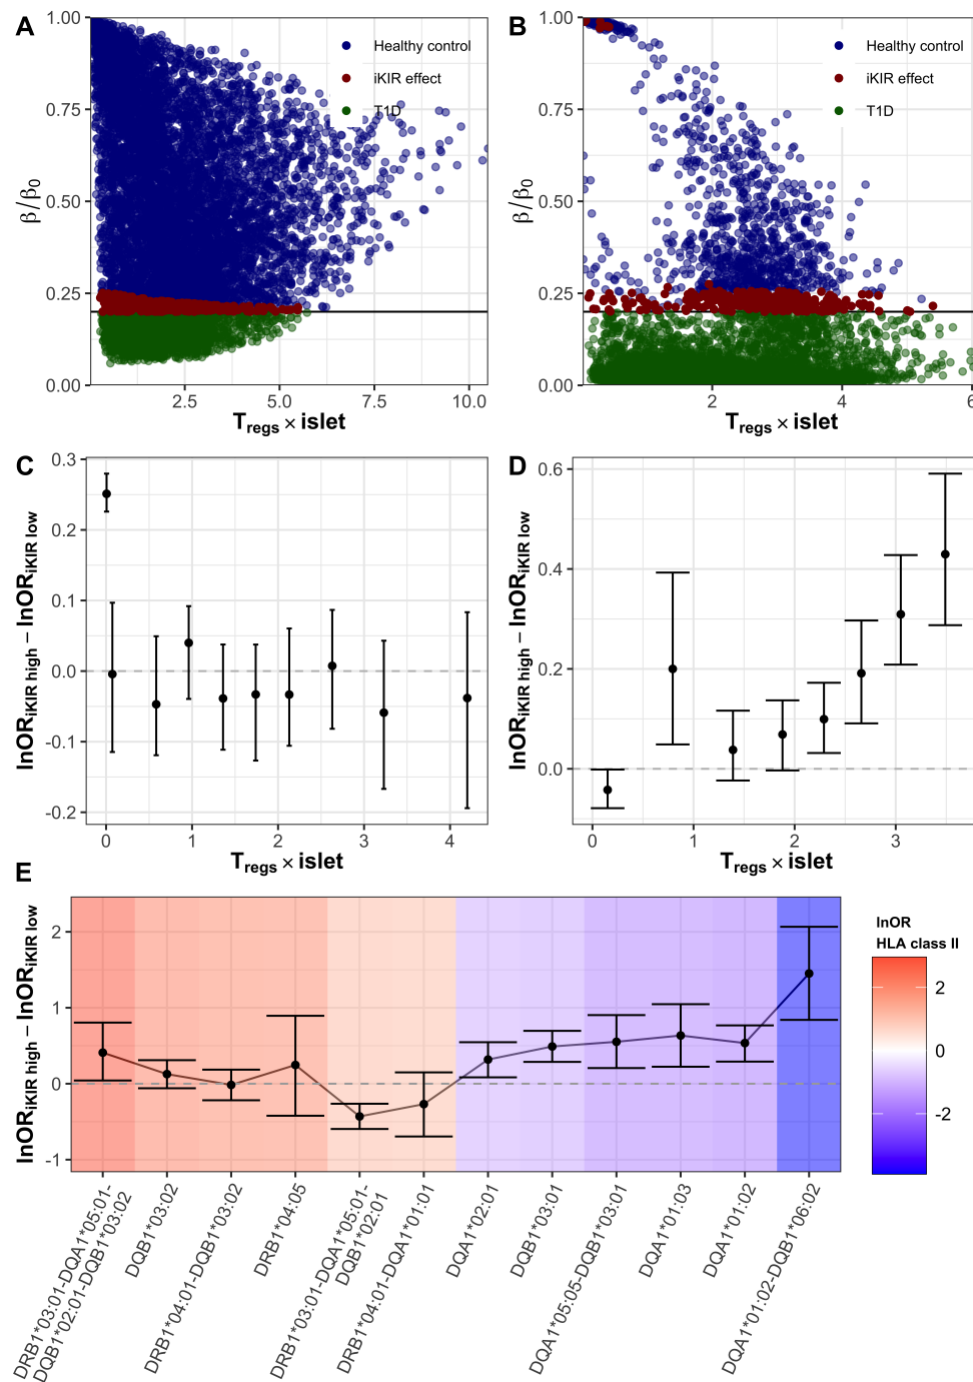 A
1.00
0.75
0.50
0.25
0.00
β/β0
Healthy control
iKIR effect
T1D
2.5
5.0
7.5
10.0
Tregs × islet
B
1.00
0.75
0.50
0.25
0.00
β/β0
Healthy control
iKIR effect
T1D
2
4
6
Tregs × islet
C
0.3
0.2
0.1
0.0
-0.1
-0.2
lnORiKIR high − lnORiKIR low
0
1
2
3
4
Tregs × islet
D
0.6
0.4
0.2
0.0
lnORiKIR high − lnORiKIR low
0
1
2
3
Tregs × islet
E
2
1
0
-1
lnORiKIR high − lnORiKIR low
DRB1*03:01-DQA1*05:01-
DQB1*02:01-DQB1*03:02
DQB1*03:02
DRB1*04:01-DQB1*03:02
DRB1*04:05
DRB1*03:01-DQA1*05:01-
DQB1*02:01
DRB1*04:01-DQA1*01:01
DQA1*02:01
DQB1*03:01
DQA1*05:05-DQB1*03:01
DQA1*01:03
DQA1*01:02
DQA1*01:02-DQB1*06:02
lnOR
HLA class II
2
0
-2